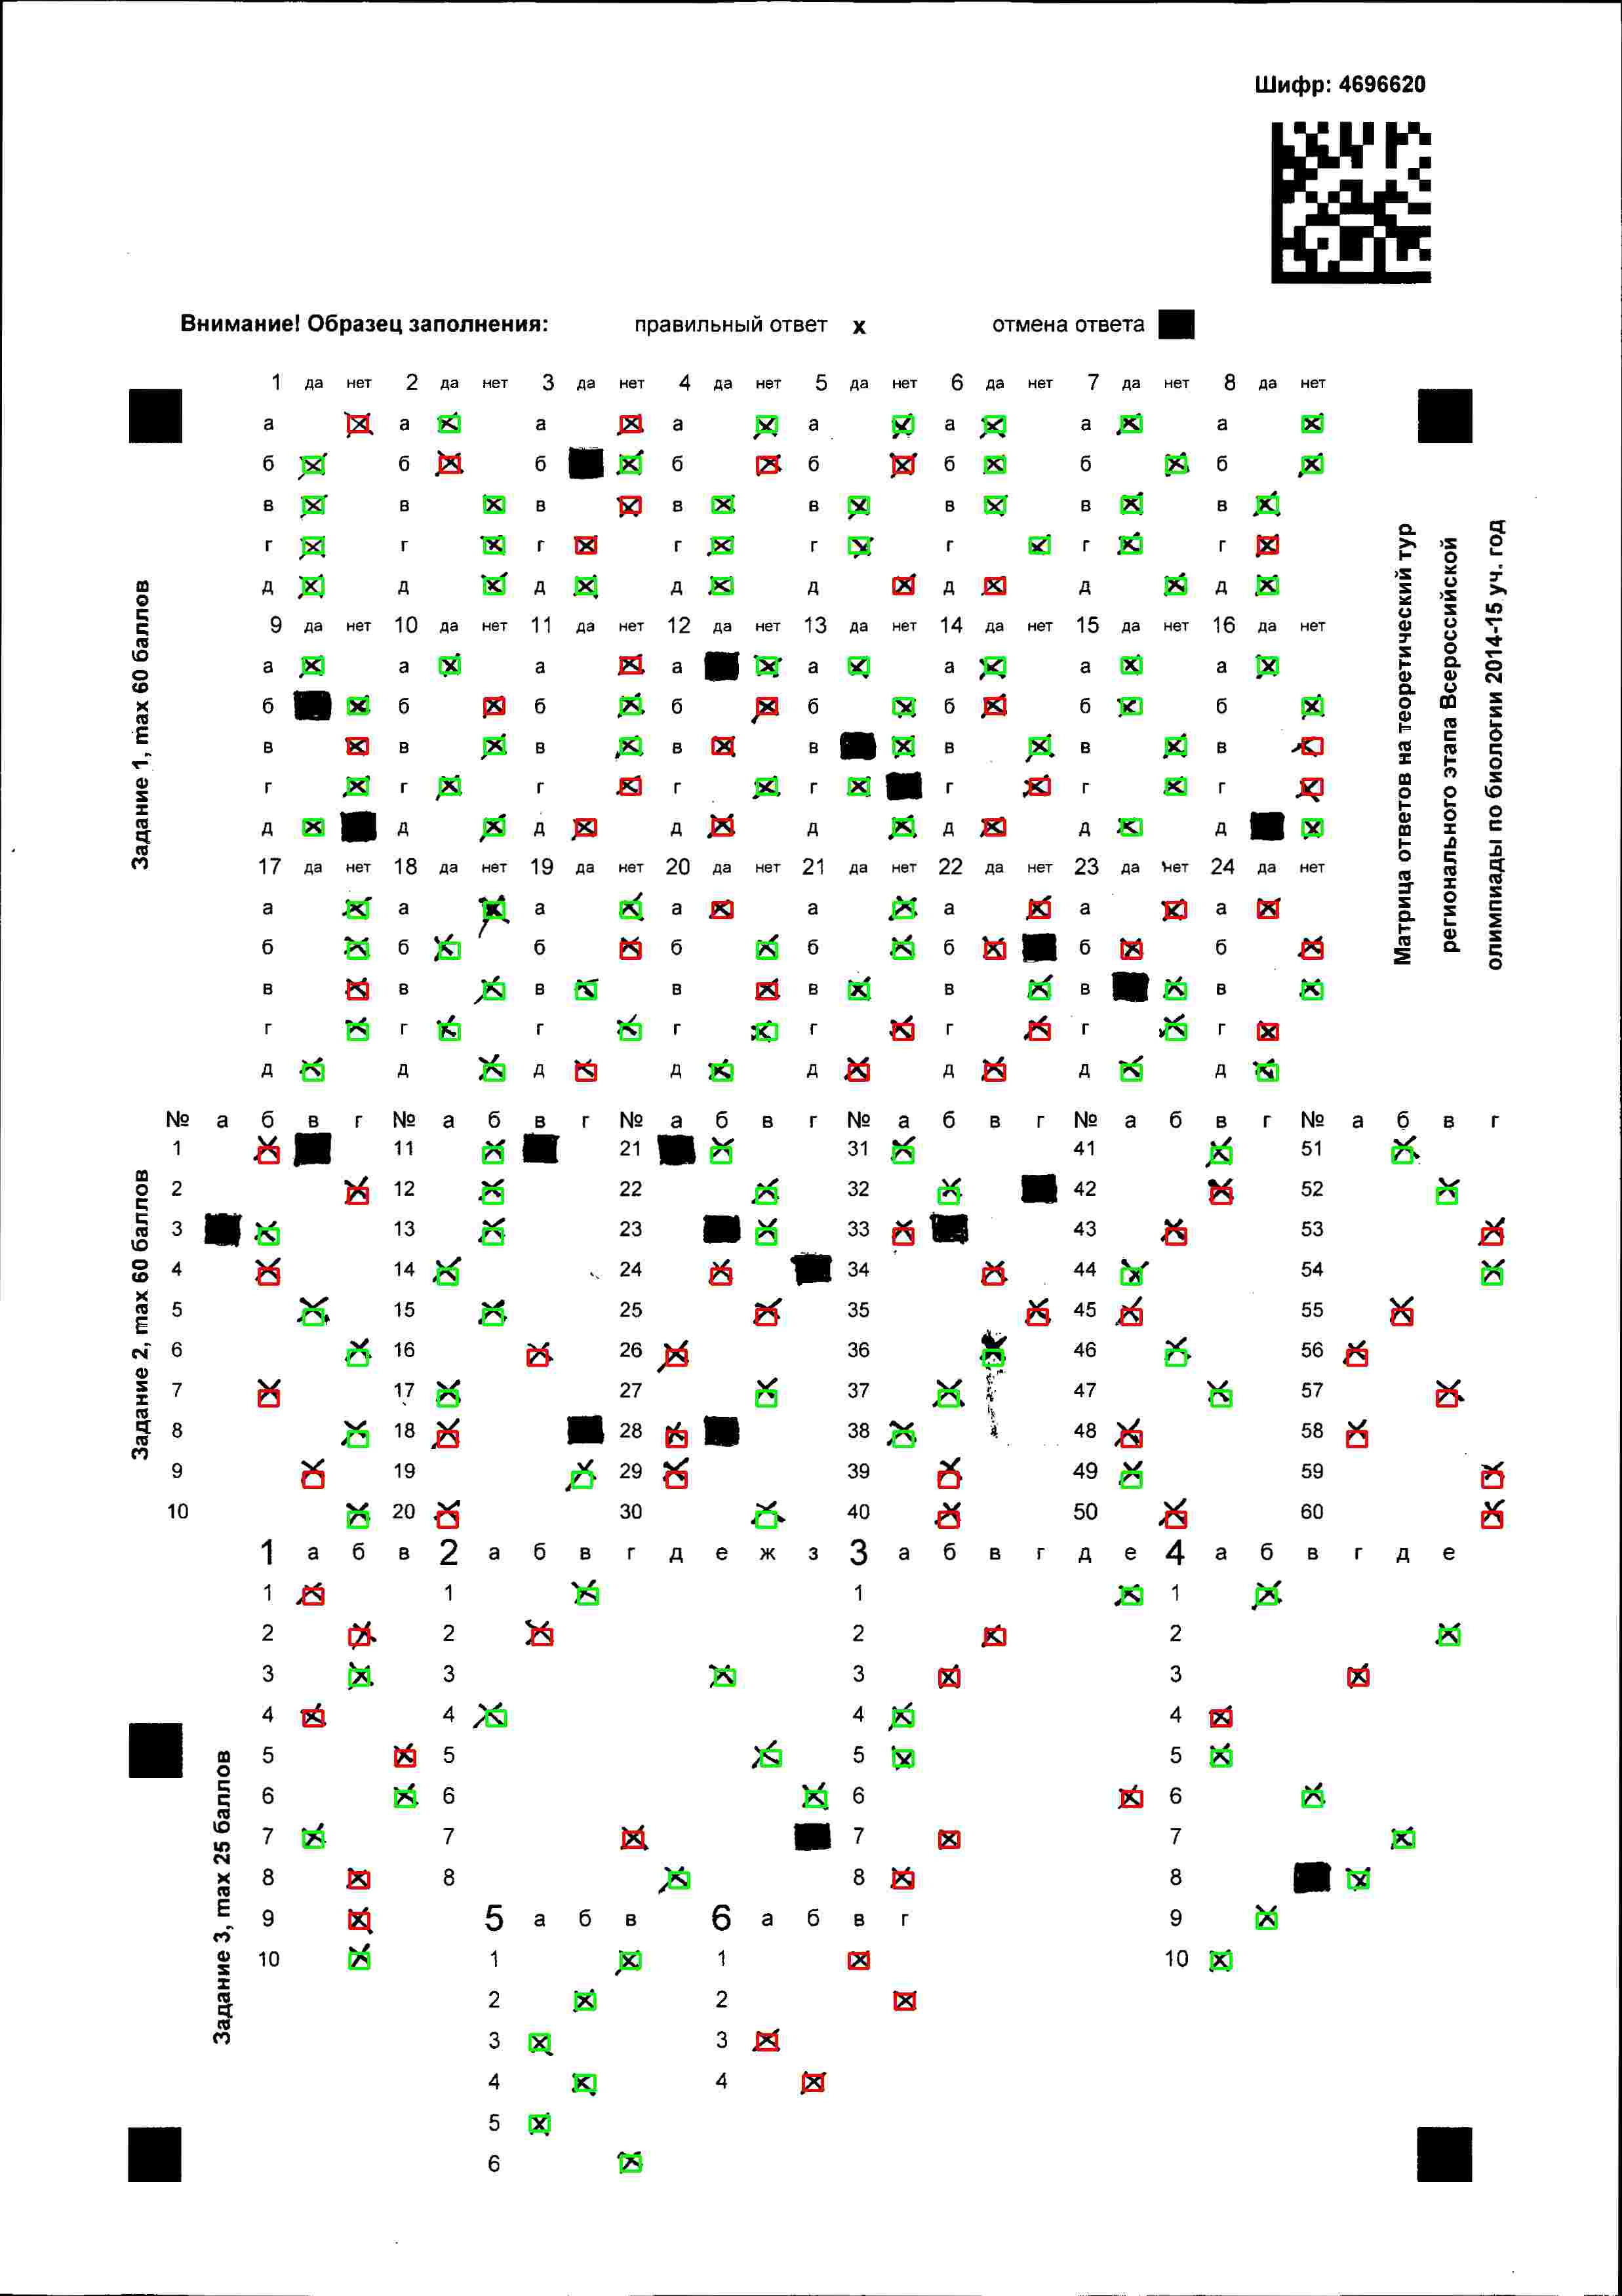 Шифр: 4696620
Внимание! Образец заполнения: правильный ответ x отмена ответа
Задание 1, max 60 баллов
1 да нет 2 да нет 3 да нет 4 да нет 5 да нет 6 да нет 7 да нет 8 да нет
а а а а а а а а
б б б б б б б б
в в в в в в в в
г г г г г г г г
д д д д д д д д
9 да нет 10 да нет 11 да нет 12 да нет 13 да нет 14 да нет 15 да нет 16 да нет
а а а а а а а а
б б б б б б б б
в в в в в в в в
г г г г г г г г
д д д д д д д д
17 да нет 18 да нет 19 да нет 20 да нет 21 да нет 22 да нет 23 да нет 24 да нет
а а а а а а а а
б б б б б б б б
в в в в в в в в
г г г г г г г г
д д д д д д д д
Матрица ответов на теоретический тур
регионального этапа Всероссийской
олимпиады по биологии 2014-15 уч. год
Задание 2, max 60 баллов
№ а б в г № а б в г № а б в г № а б в г № а б в г № а б в г
1 11 21 31 41 51
2 12 22 32 42 52
3 13 23 33 43 53
4 14 24 34 44 54
5 15 25 35 45 55
6 16 26 36 46 56
7 17 27 37 47 57
8 18 28 38 48 58
9 19 29 39 49 59
10 20 30 40 50 60
Задание 3, max 25 баллов
1 а б в 2 а б в г д е ж з 3 а б в г д е 4 а б в г д е
1 1 1 1
2 2 2 2
3 3 3 3
4 4 4 4
5 5 5 5
6 6 6 6
7 7 7 7
8 8 8 8
9 5 а б в 6 а б в г 9
10 1 1 10
2 2
3 3
4 4
5
6